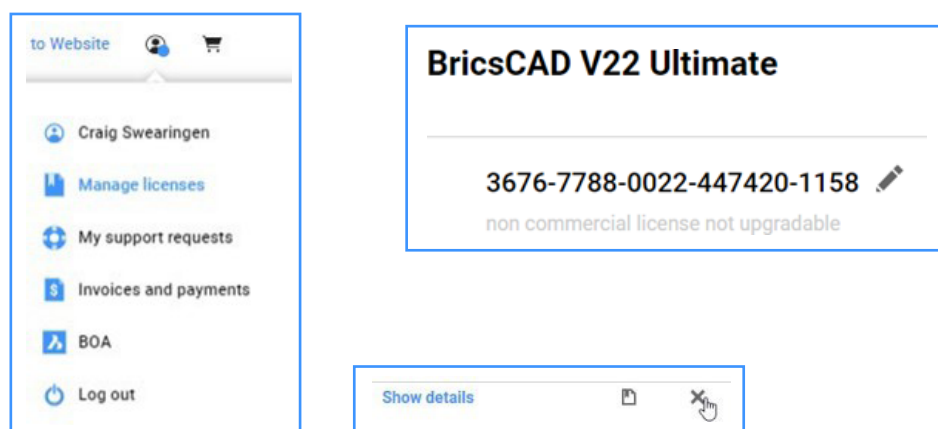 to Website
Craig Swearingen
Manage licenses
My support requests
Invoices and payments
BOA
Log out
BricsCAD V22 Ultimate
3676-7788-0022-447420-1158
non commercial license not upgradable
Show details